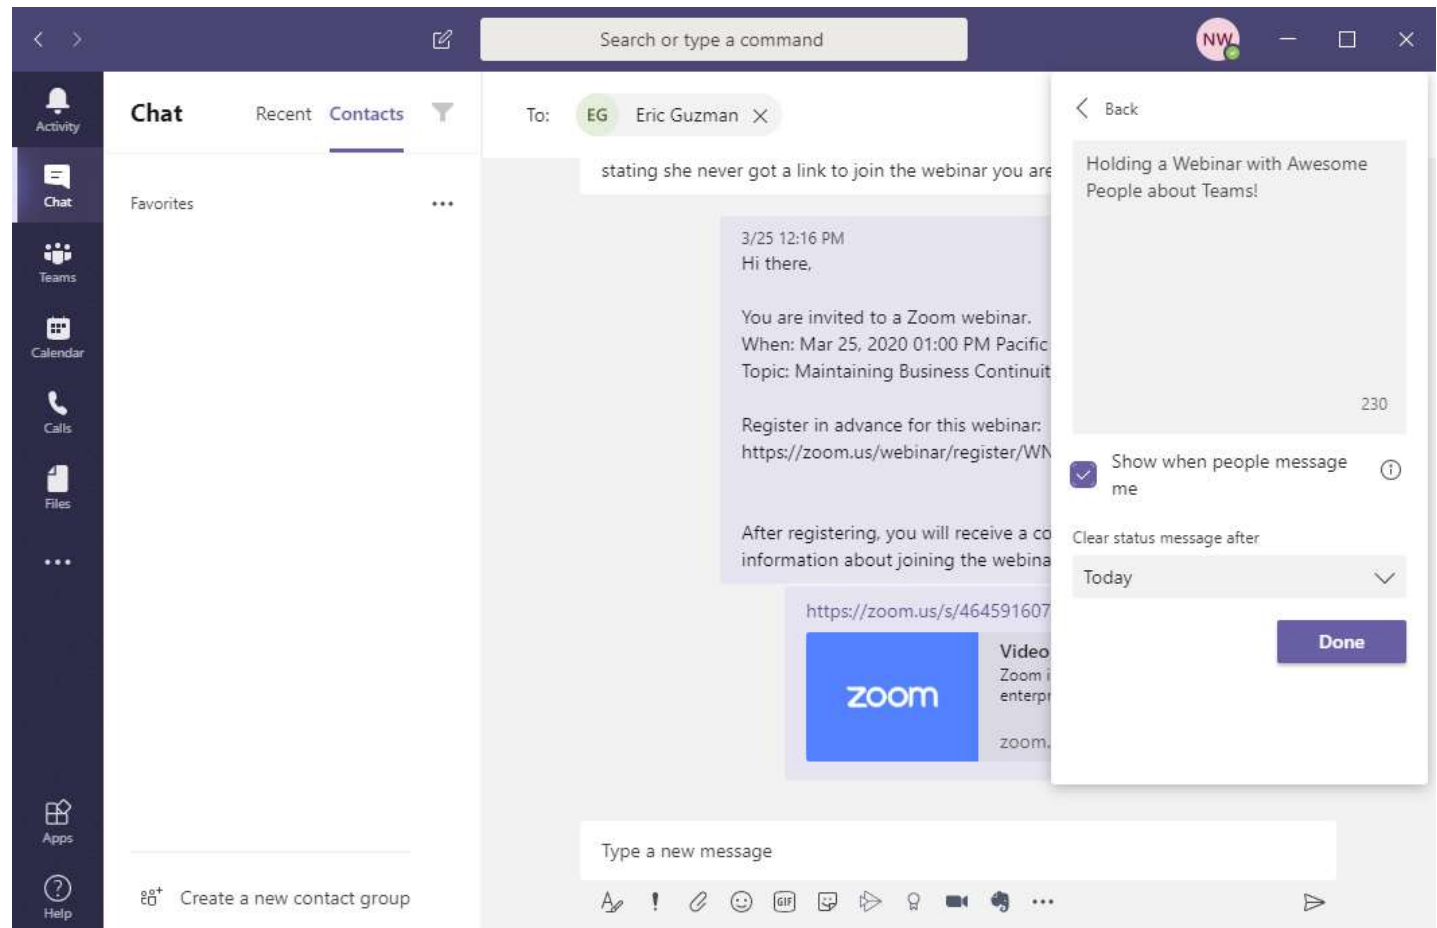 Search or type a command
NW
Activity
Chat
Teams
Calendar
Calls
Files
Apps
Help
Chat
Recent
Contacts
Favorites
Create a new contact group
To:
EG
Eric Guzman
stating she never got a link to join the webinar you are
3/25 12:16 PM
Hi there,
You are invited to a Zoom webinar.
When: Mar 25, 2020 01:00 PM Pacific
Topic: Maintaining Business Continuit
Register in advance for this webinar:
https://zoom.us/webinar/register/WN
After registering, you will receive a co
information about joining the webina
https://zoom.us/s/464591607
zoom
Video
Zoom i
enterpr
zoom.
Type a new message
GIF
Back
Holding a Webinar with Awesome
People about Teams!
230
Show when people message
me
Clear status message after
Today
Done